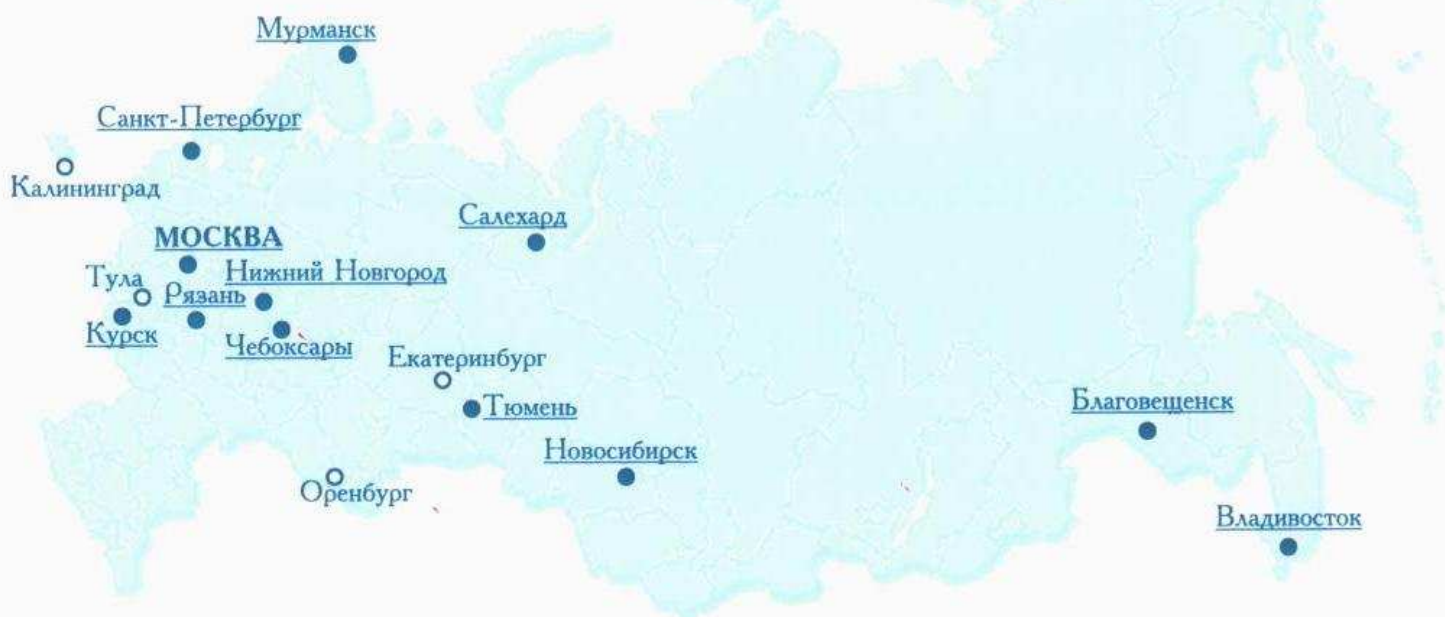 Мурманск
Санкт-Петербург
Калининград
Салехард
МОСКВА
Нижний Новгород
Тула
Рязань
Курск
Чебоксары
Екатеринбург
Тюмень
Благовещенск
Новосибирск
Оренбург
Владивосток